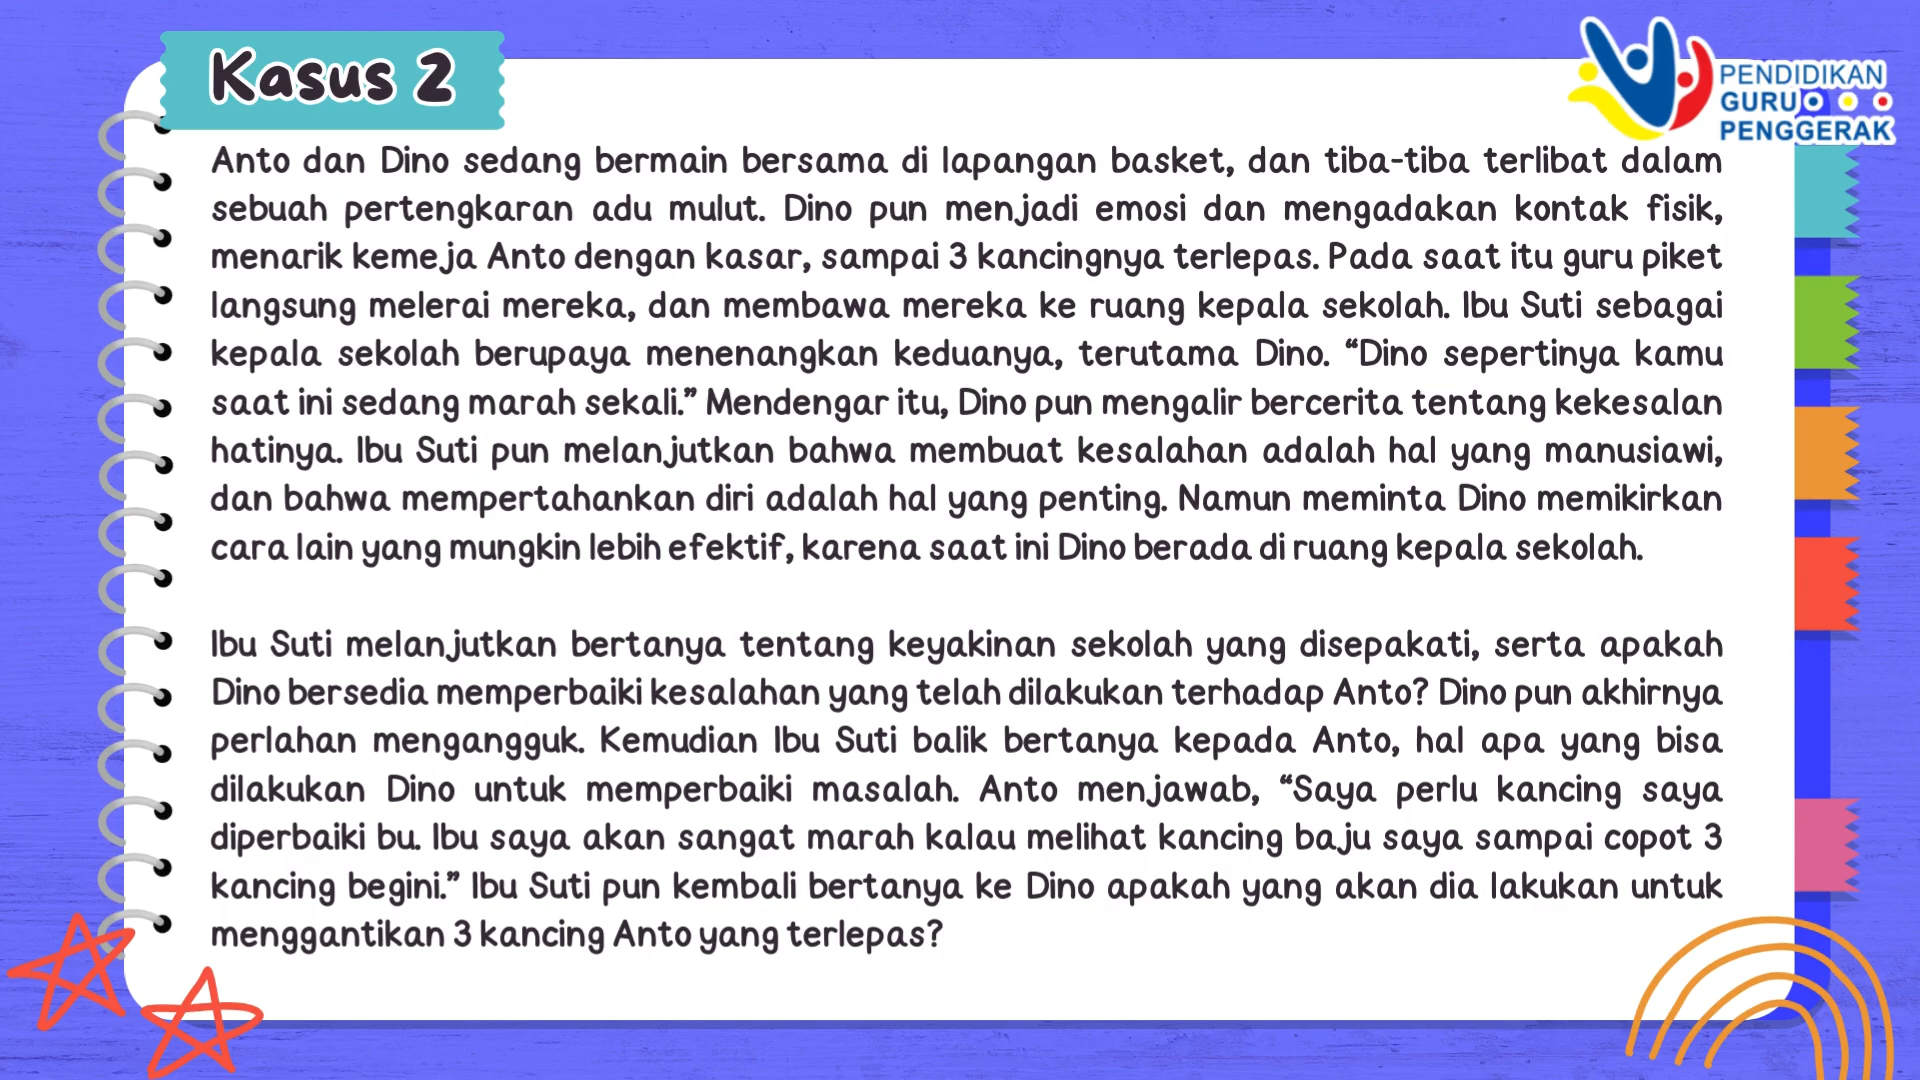 Kasus 2
PENDIDIKAN
GURU
PENGGERAK
Anto dan Dino sedang bermain bersama di lapangan basket, dan tiba-tiba terlibat dalam
sebuah pertengkaran adu mulut. Dino pun menjadi emosi dan mengadakan kontak fisik,
menarik kemeja Anto dengan kasar, sampai 3 kancingnya terlepas. Pada saat itu guru piket
langsung melerai mereka, dan membawa mereka ke ruang kepala sekolah. Ibu Suti sebagai
kepala sekolah berupaya menenangkan keduanya, terutama Dino. “Dino sepertinya kamu
saat ini sedang marah sekali.” Mendengar itu, Dino pun mengalir bercerita tentang kekesalan
hatinya. Ibu Suti pun melanjutkan bahwa membuat kesalahan adalah hal yang manusiawi,
dan bahwa mempertahankan diri adalah hal yang penting. Namun meminta Dino memikirkan
cara lain yang mungkin lebih efektif, karena saat ini Dino berada di ruang kepala sekolah.
Ibu Suti melanjutkan bertanya tentang keyakinan sekolah yang disepakati, serta apakah
Dino bersedia memperbaiki kesalahan yang telah dilakukan terhadap Anto? Dino pun akhirnya
perlahan mengangguk. Kemudian Ibu Suti balik bertanya kepada Anto, hal apa yang bisa
dilakukan Dino untuk memperbaiki masalah. Anto menjawab, “Saya perlu kancing saya
diperbaiki bu. Ibu saya akan sangat marah kalau melihat kancing baju saya sampai copot 3
kancing begini.” Ibu Suti pun kembali bertanya ke Dino apakah yang akan dia lakukan untuk
menggantikan 3 kancing Anto yang terlepas?